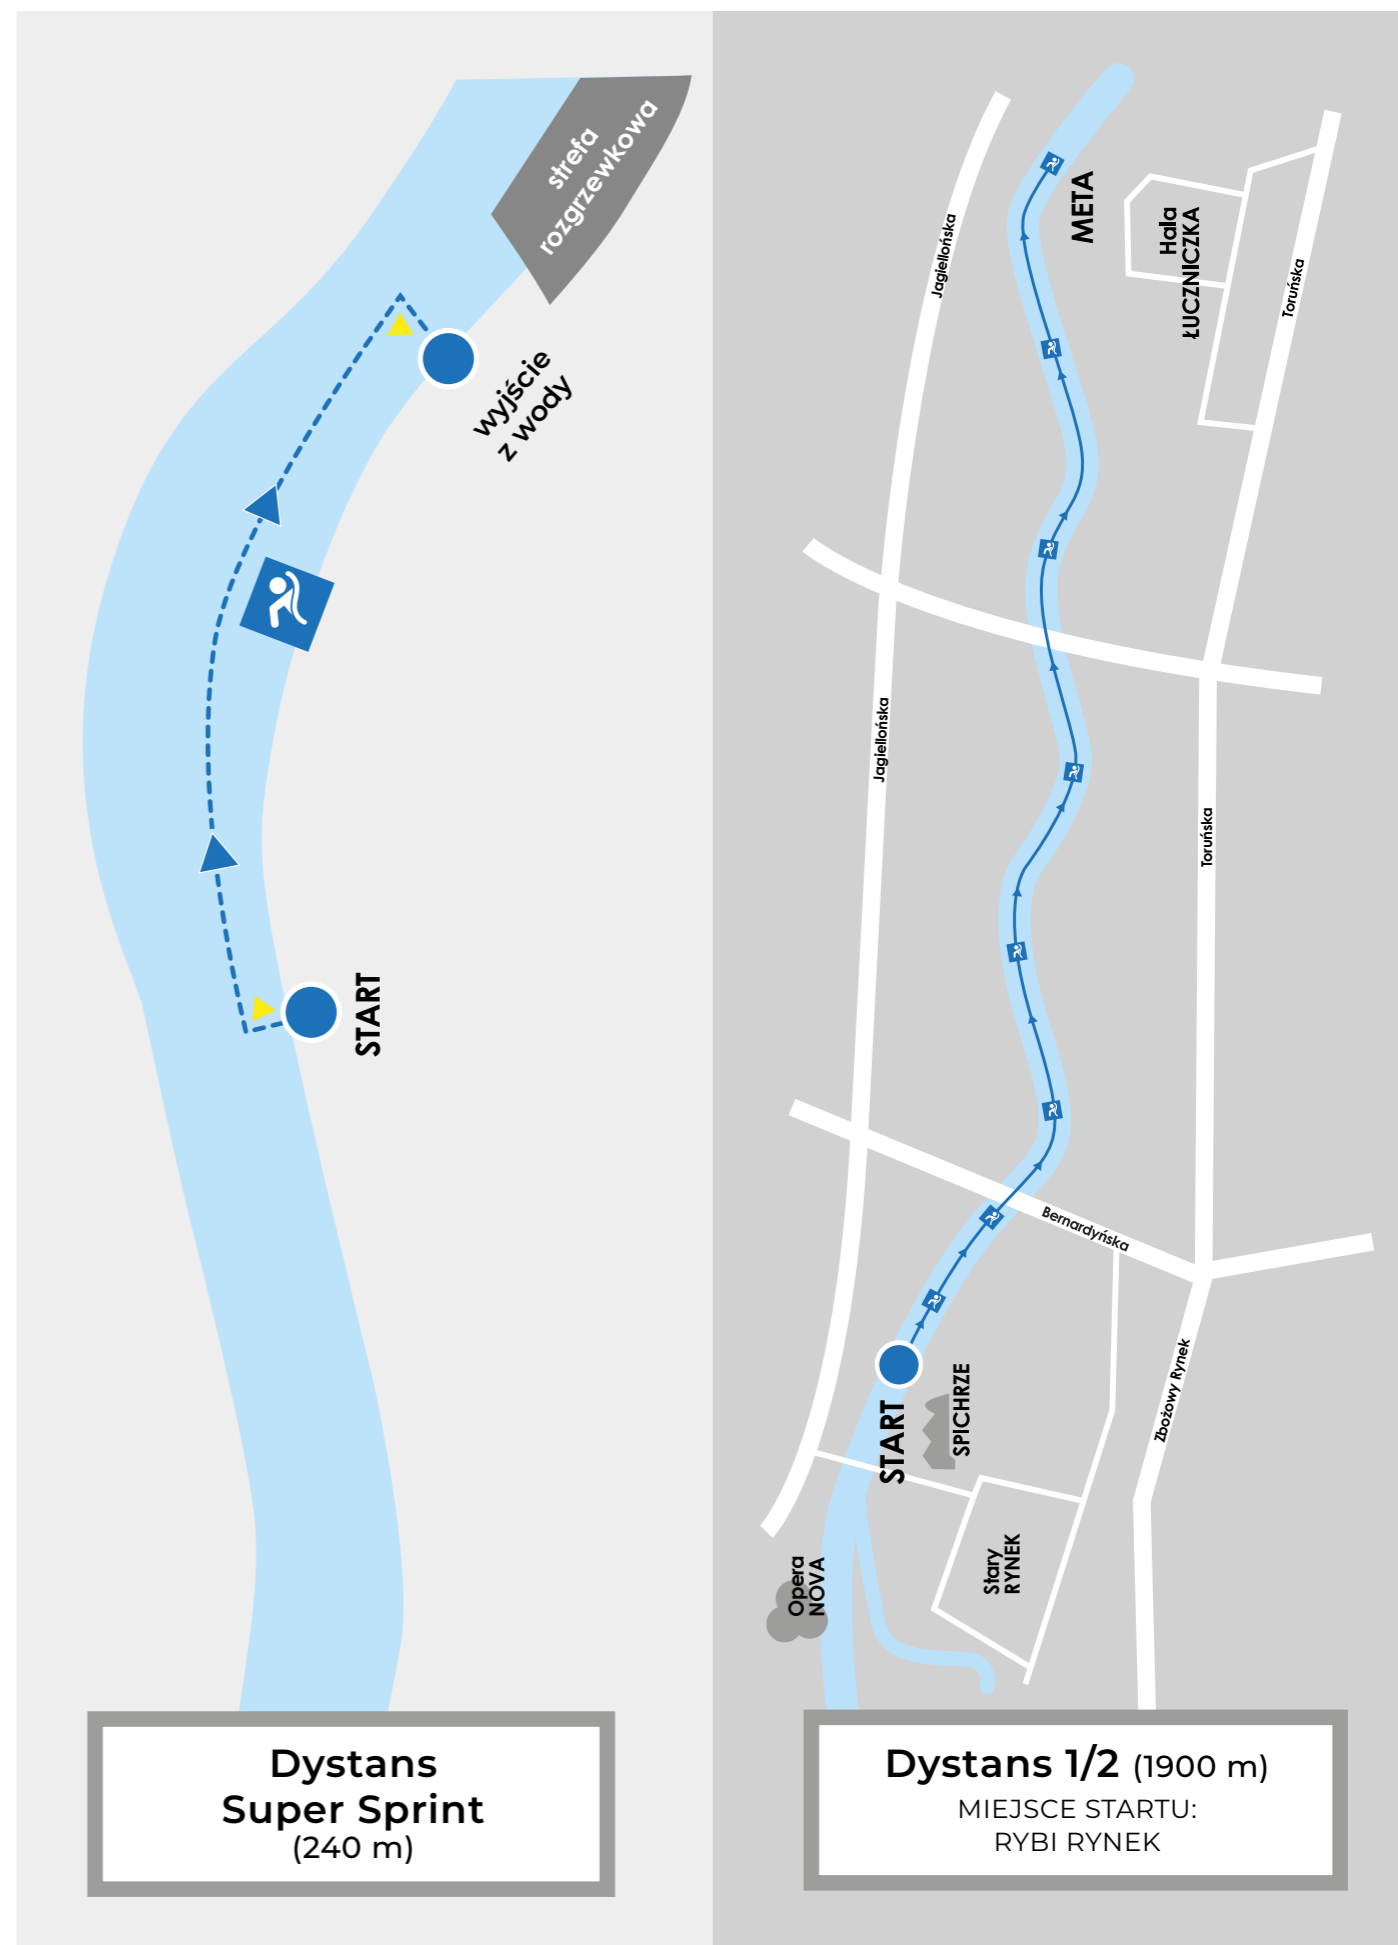 strefa
rozgrzewkowa
wyjście
z wody
START
Dystans
Super Sprint
(240 m)
META
Hala
ŁUCZNICZKA
Jagiellońska
Toruńska
Jagiellońska
Toruńska
Bernardyńska
Zbożowy Rynek
START
SPICHRZE
Stary
RYNEK
Opera
NOVA
Dystans 1/2 (1900 m)
MIEJSCE STARTU:
RYBI RYNEK